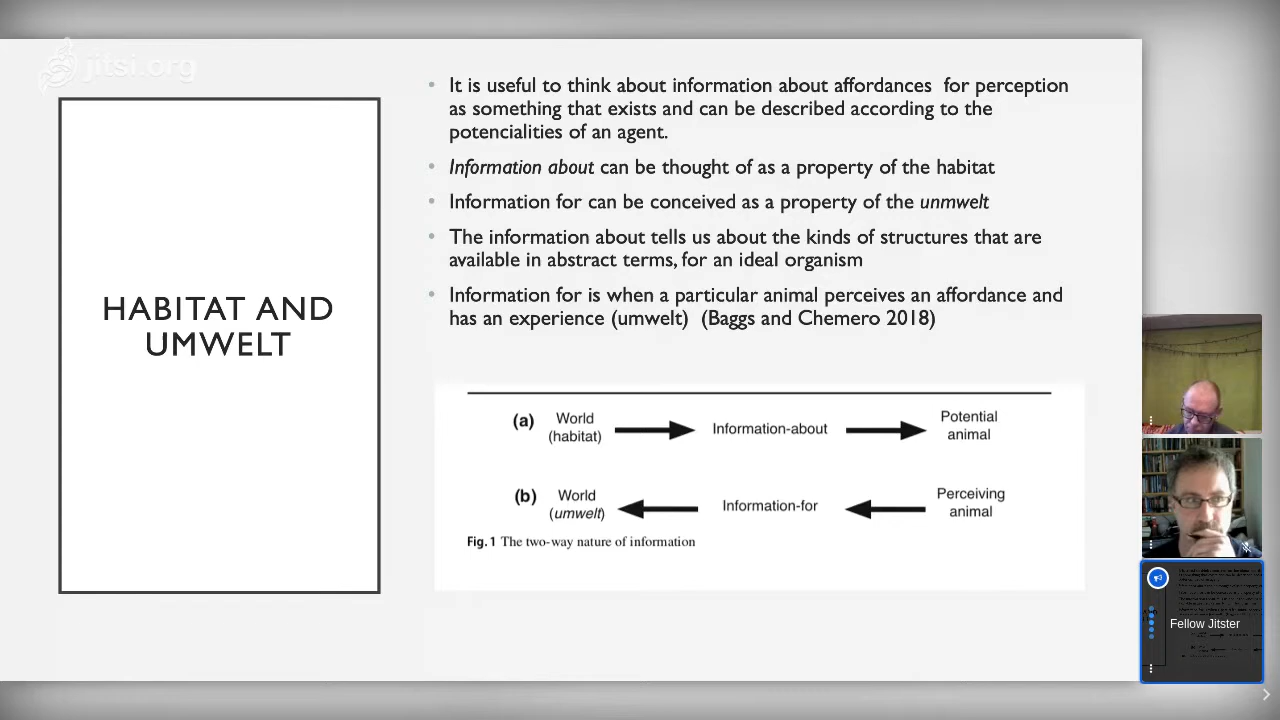 jitsi.org
HABITAT AND
UMWELT
It is useful to think about information about affordances for perception
as something that exists and can be described according to the
potencialities of an agent.
Information about can be thought of as a property of the habitat
Information for can be conceived as a property of the unmwelt
The information about tells us about the kinds of structures that are
available in abstract terms, for an ideal organism
Information for is when a particular animal perceives an affordance and
has an experience (umwelt) (Baggs and Chemero 2018)
(a) World
(habitat)
Information-about
Potential
animal
(b) World
(umwelt)
Information-for
Perceiving
animal
Fig. 1 The two-way nature of information
Fellow Jitster